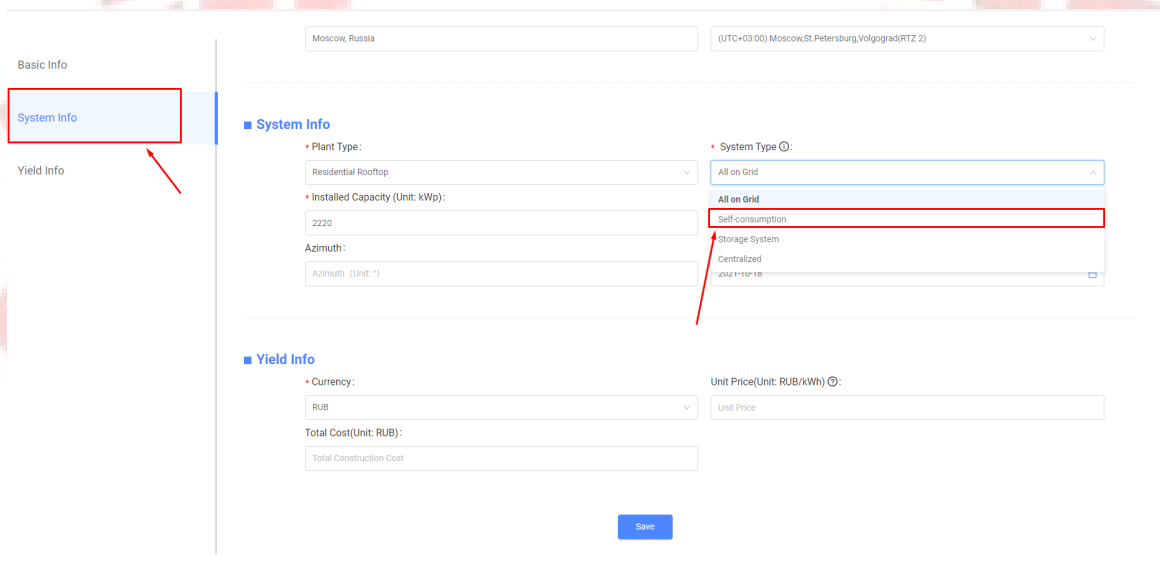 Moscow, Russia
(UTC+03:00) Moscow,St.Petersburg,Volgograd(RTZ 2)
Basic Info
System Info
Yield Info
System Info
* Plant Type:
* System Type ⓘ:
Residential Rooftop
All on Grid
* Installed Capacity (Unit: kWp):
2220
All on Grid
Self-consumption
Storage System
Centralized
Azimuth:
Azimuth (Unit: °)
2021-10-16
Yield Info
* Currency:
Unit Price(Unit: RUB/kWh) ?:
RUB
Unit Price
Total Cost(Unit: RUB):
Total Construction Cost
Save